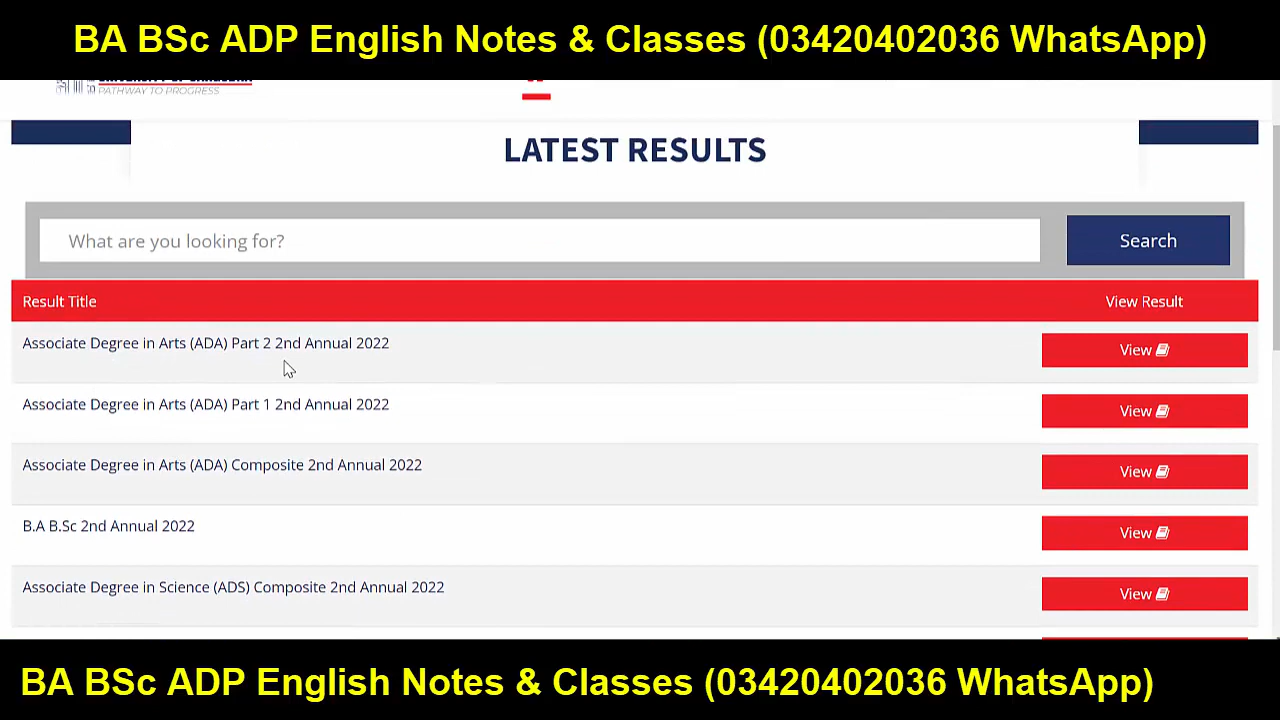 BA BSc ADP English Notes & Classes (03420402036 WhatsApp)
PATHWAY TO PROGRESS
LATEST RESULTS
What are you looking for?
Search
Result Title
View Result
Associate Degree in Arts (ADA) Part 2 2nd Annual 2022
View
Associate Degree in Arts (ADA) Part 1 2nd Annual 2022
View
Associate Degree in Arts (ADA) Composite 2nd Annual 2022
View
B.A B.Sc 2nd Annual 2022
View
Associate Degree in Science (ADS) Composite 2nd Annual 2022
View
BA BSc ADP English Notes & Classes (03420402036 WhatsApp)